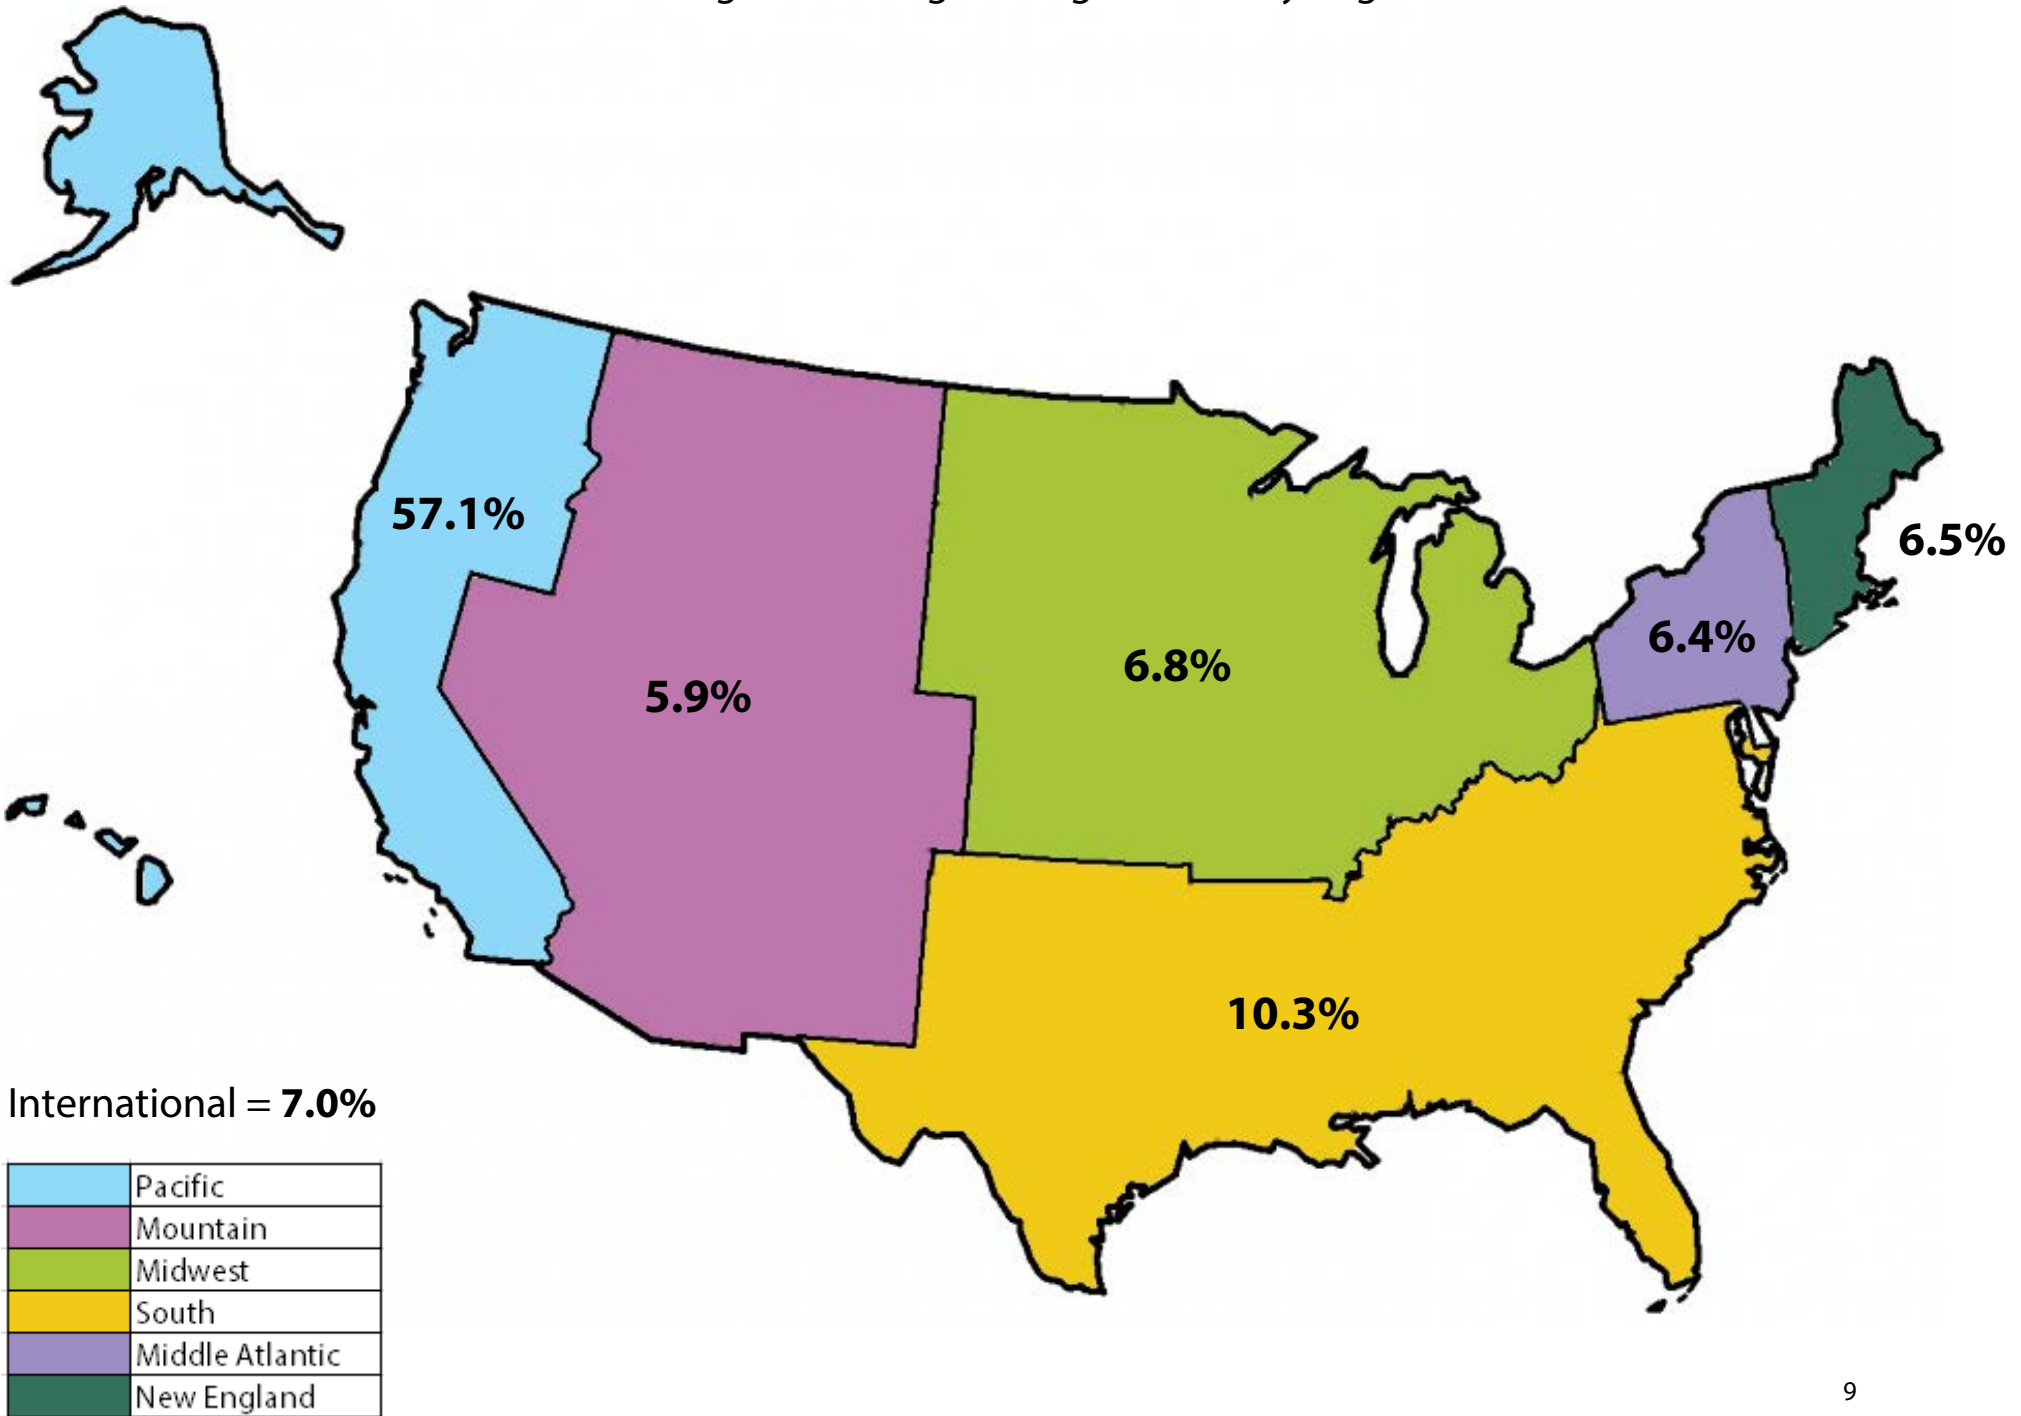 57.1%
6.5%
6.4%
6.8%
5.9%
10.3%
International = 7.0%
Pacific
Mountain
Midwest
South
Middle Atlantic
New England
9